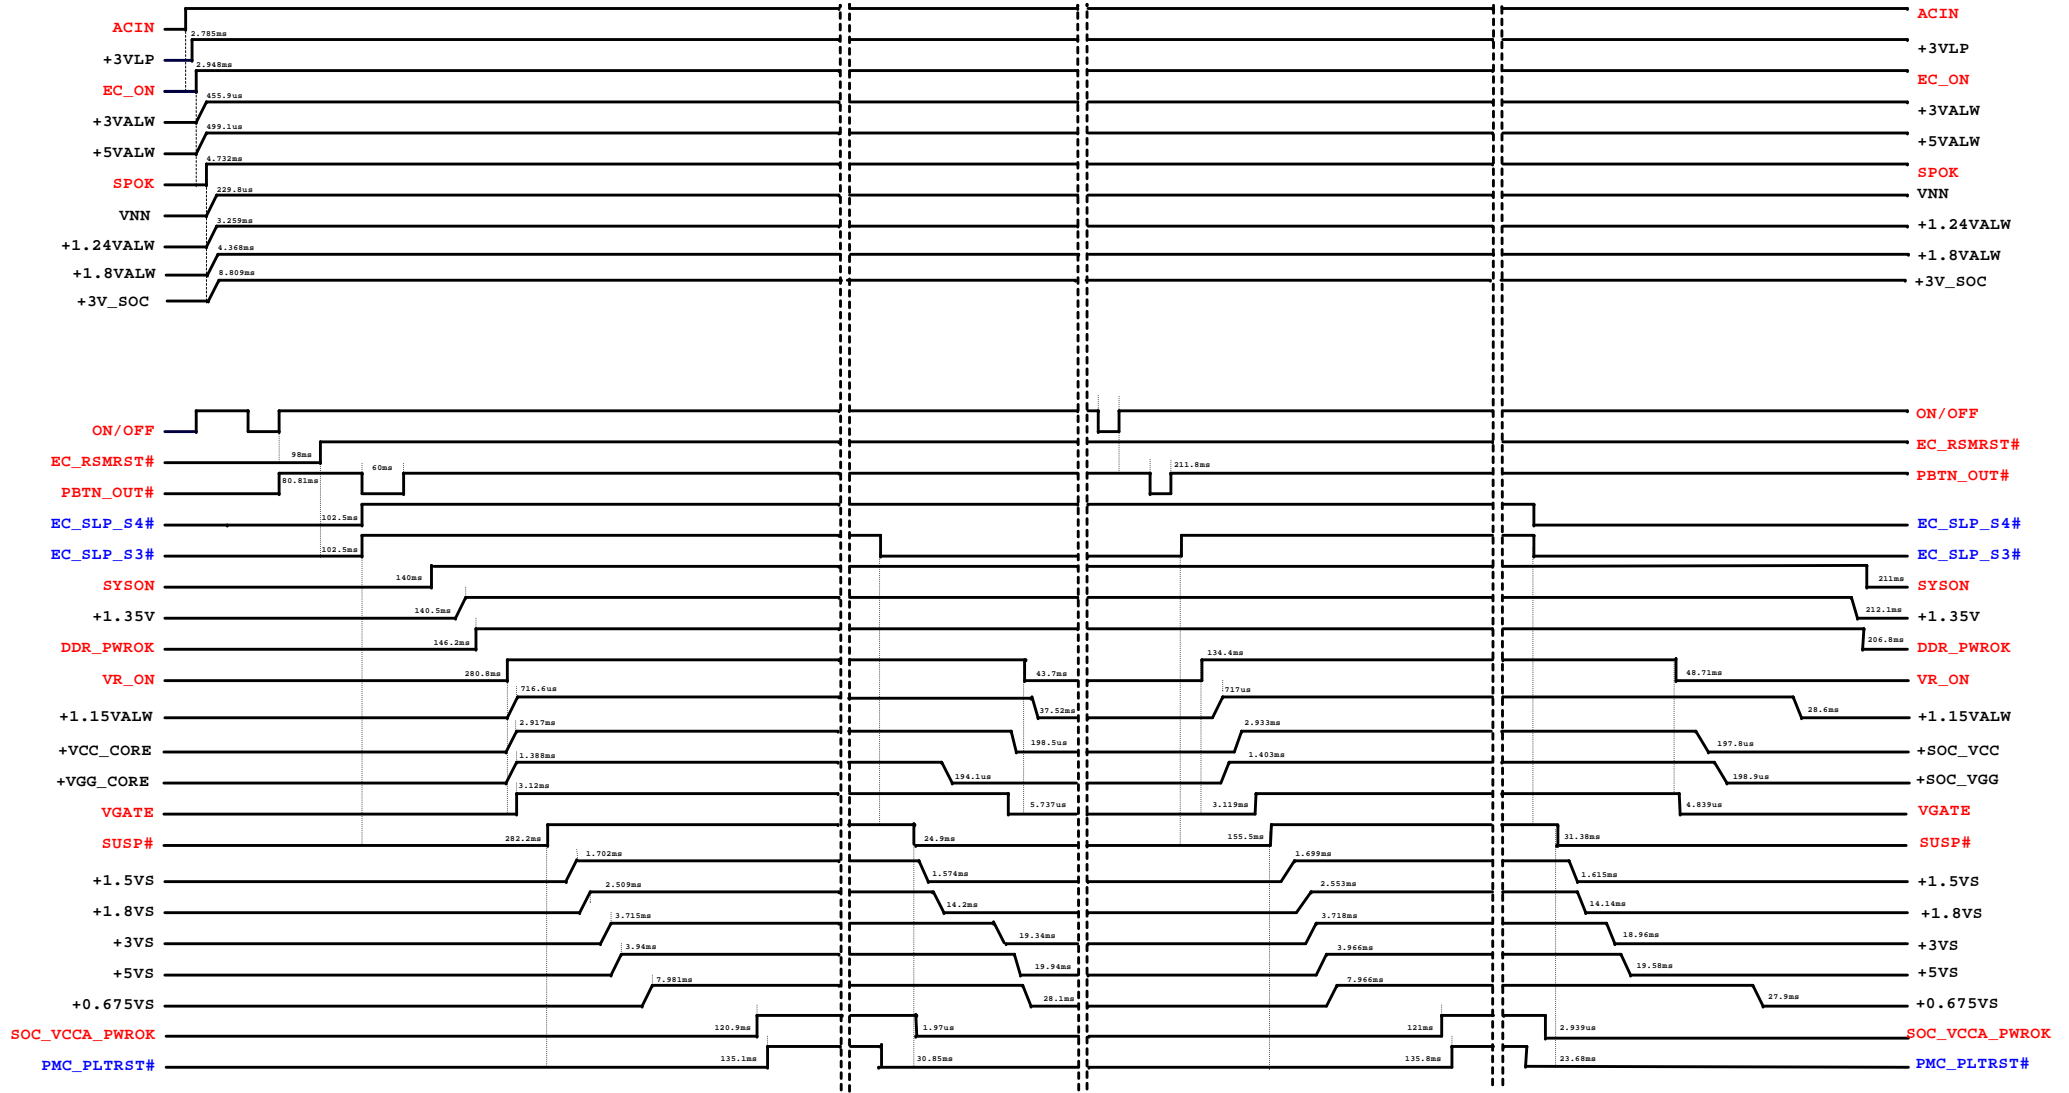 ACIN ACIN
2.785ms
+3VLP +3VLP
2.948ms
EC_ON EC_ON
455.9us
+3VALW +3VALW
499.1us
+5VALW +5VALW
4.732ms
SPOK SPOK
229.8us
VNN VNN
3.259ms
+1.24VALW +1.24VALW
4.368ms
+1.8VALW +1.8VALW
8.809ms
+3V_SOC +3V_SOC
ON/OFF ON/OFF
98ms
EC_RSMRST# EC_RSMRST#
80.81ms 60ms 211.8ms
PBTN_OUT# PBTN_OUT#
102.5ms
EC_SLP_S4# EC_SLP_S4#
102.5ms
EC_SLP_S3# EC_SLP_S3#
140ms 211ms
SYSON SYSON
140.5ms 212.1ms
+1.35V +1.35V
146.2ms 206.8ms
DDR_PWROK DDR_PWROK
280.8ms 43.7ms 134.4ms 48.71ms
VR_ON VR_ON
716.6us 37.52ms 717us 28.6ms
+1.15VALW +1.15VALW
2.917ms 198.5us 2.933ms 197.8us
+VCC_CORE +SOC_VCC
1.388ms 194.1us 1.403ms 198.9us
+VGG_CORE +SOC_VGG
3.12ms 5.737us 3.119ms 4.839us
VGATE VGATE
282.2ms 24.9ms 155.5ms 31.38ms
SUSP# SUSP#
1.702ms 1.574ms 1.699ms 1.615ms
+1.5VS +1.5VS
2.509ms 14.2ms 2.553ms 14.14ms
+1.8VS +1.8VS
3.715ms 19.34ms 3.718ms 18.96ms
+3VS +3VS
3.94ms 19.94ms 3.966ms 19.58ms
+5VS +5VS
7.981ms 28.1ms 7.966ms 27.9ms
+0.675VS +0.675VS
120.9ms 1.97us 121ms 2.939us
SOC_VCCA_PWROK SOC_VCCA_PWROK
135.1ms 30.85ms 135.8ms 23.68ms
PMC_PLTRST# PMC_PLTRST#